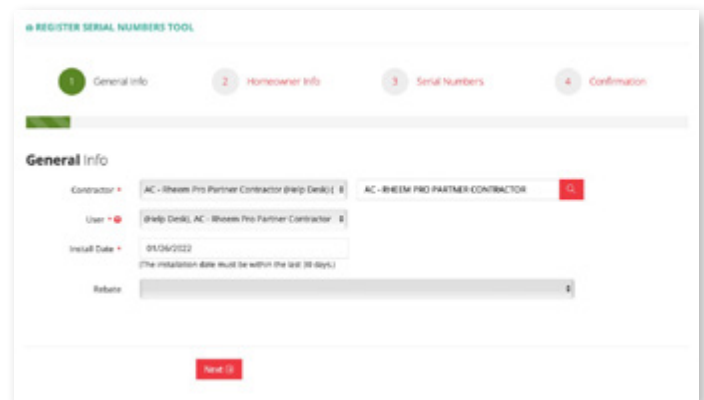 REGISTER SERIAL NUMBERS TOOL
1 General Info 2 Homeowner Info 3 Serial Numbers 4 Confirmation
General Info
Contractor * AC - Rheem Pro Partner Contractor (Help Desk) ( AC - RHEEM PRO PARTNER CONTRACTOR
User * (Help Desk), AC - Rheem Pro Partner Contractor
Install Date * 01/26/2022
(The installation date must be within the last 30 days.)
Rebate
Next